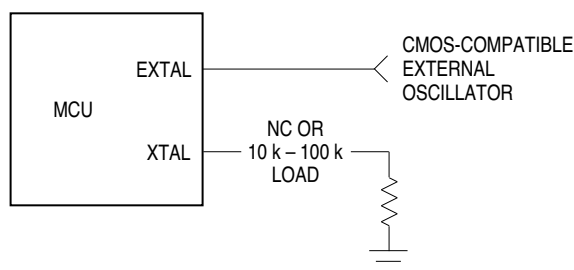 EXTAL
CMOS-COMPATIBLE
EXTERNAL
OSCILLATOR
MCU
XTAL
NC OR
10 k – 100 k
LOAD